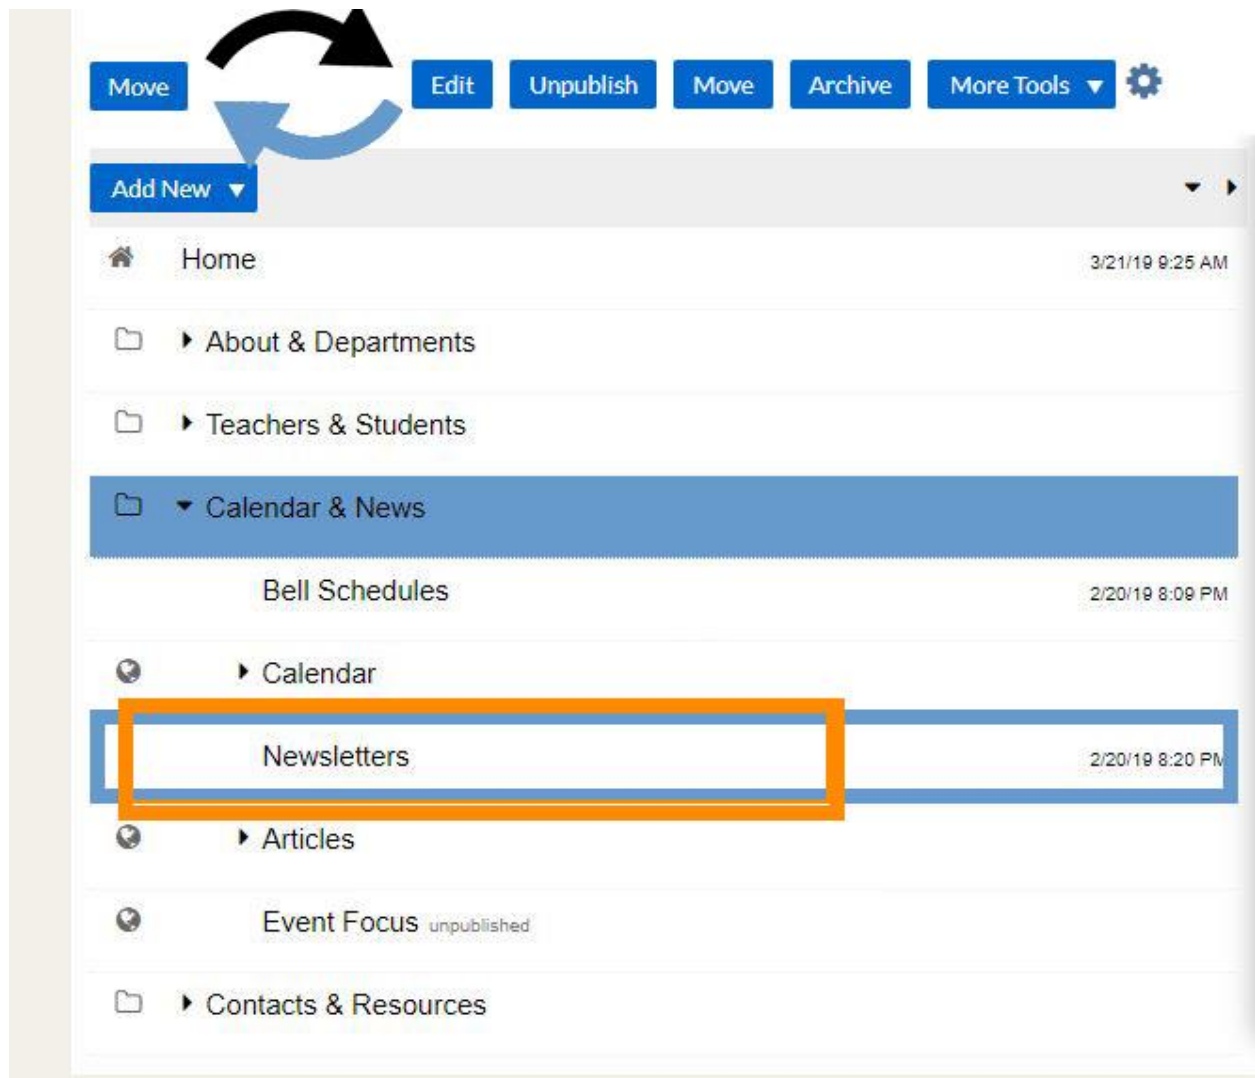 Move Edit Unpublish Move Archive More Tools
Add New
Home 3/21/19 9:25 AM
About & Departments
Teachers & Students
Calendar & News
Bell Schedules 2/20/19 8:09 PM
Calendar
Newsletters 2/20/19 8:20 PM
Articles
Event Focus unpublished
Contacts & Resources